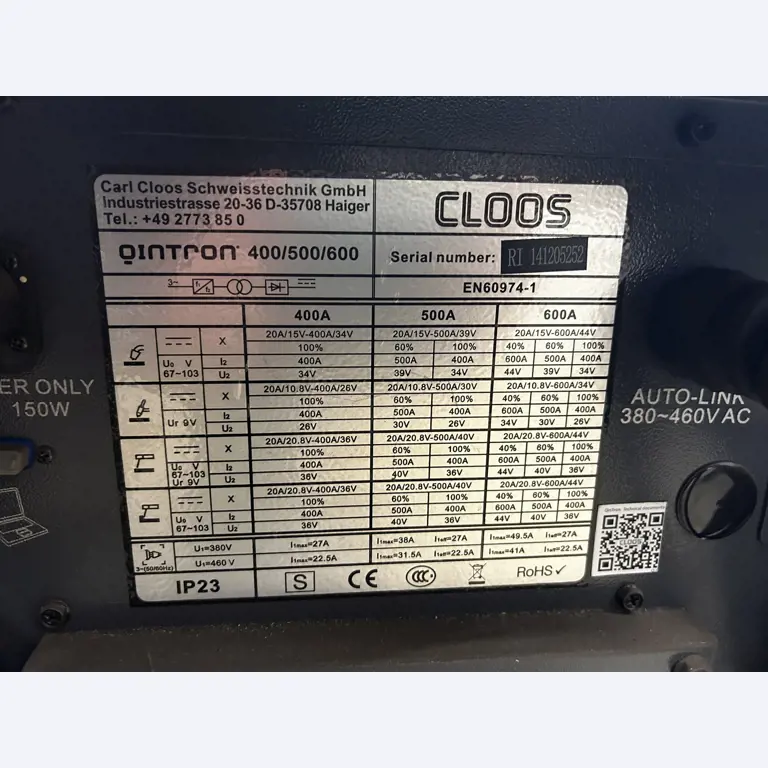 Carl Cloos Schweisstechnik GmbH
Industriestrasse 20-36 D-35708 Haiger
Tel.: +49 2773 85 0
CLOOS
QINTRON 400/500/600
Serial number: RI 141205252
3~ f₁ f₂
EN60974-1
400A 500A 600A
20A/15V-400A/34V 20A/15V-500A/39V 20A/15V-600A/44V
X 100% 60% 100% 40% 60% 100%
U₀ V I₂ 400A 500A 400A 600A 500A 400A
67~103 U₂ 34V 39V 34V 44V 39V 34V
20A/10.8V-400A/26V 20A/10.8V-500A/30V 20A/10.8V-600A/34V
X 100% 60% 100% 40% 60% 100%
Ur 9V I₂ 400A 500A 400A 600A 500A 400A
U₂ 26V 30V 26V 34V 30V 26V
20A/20.8V-400A/36V 20A/20.8V-500A/40V 20A/20.8V-600A/44V
X 100% 60% 100% 40% 60% 100%
U₀ V I₂ 400A 500A 400A 600A 500A 400A
67~103
Ur 9V U₂ 36V 40V 36V 44V 40V 36V
20A/20.8V-400A/36V 20A/20.8V-500A/40V 20A/20.8V-600A/44V
X 100% 60% 100% 40% 60% 100%
U₀ V I₂ 400A 500A 400A 600A 500A 400A
67~103 U₂ 36V 40V 36V 44V 40V 36V
U₁=380V I₁max=27A I₁max=38A I₁eff=27A I₁max=49.5A I₁eff=27A
3~(50/60Hz) U₁=460V I₁max=22.5A I₁max=31.5A I₁eff=22.5A I₁max=41A I₁eff=22.5A
IP23 S CE CCC RoHS
ER ONLY
150W
AUTO-LINK
380~460V AC
CLOOS